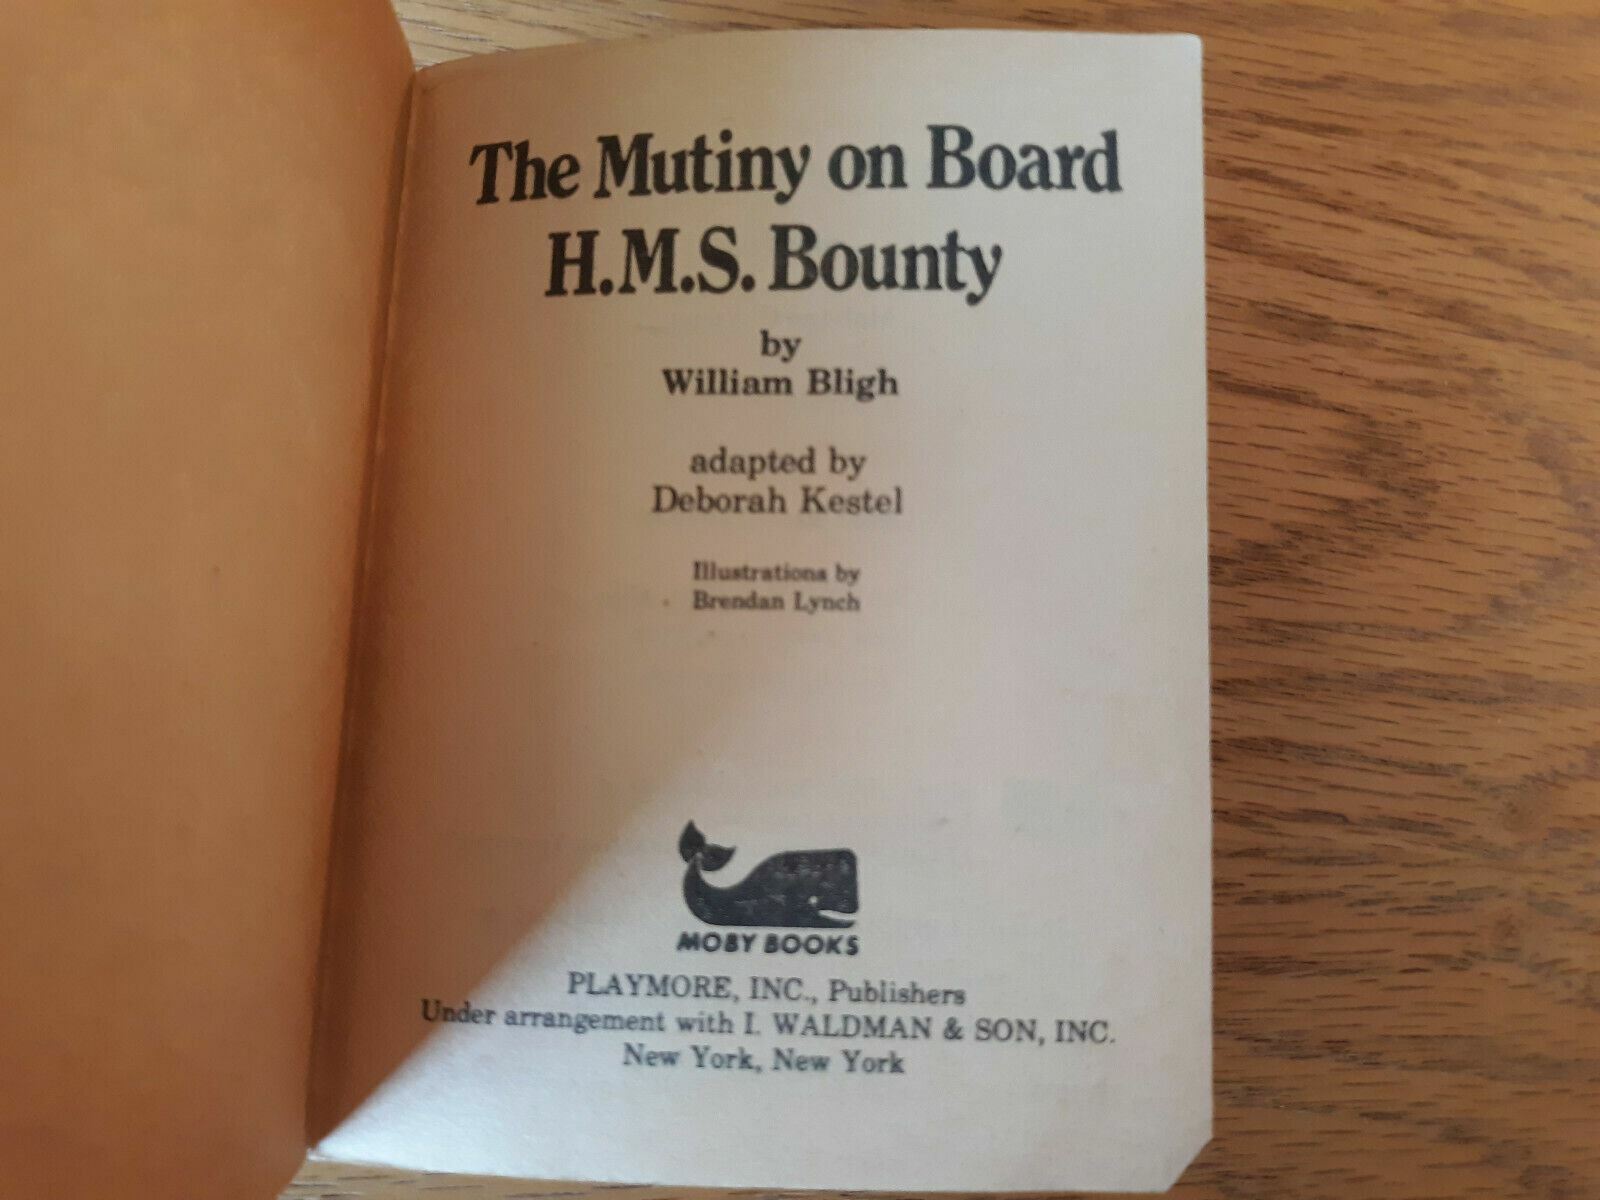 The Mutiny on Board
H.M.S. Bounty
by
William Bligh
adapted by
Deborah Kestel
Illustrations by
Brendan Lynch
MOBY BOOKS
PLAYMORE, INC., Publishers
Under arrangement with I. WALDMAN & SON, INC.
New York, New York